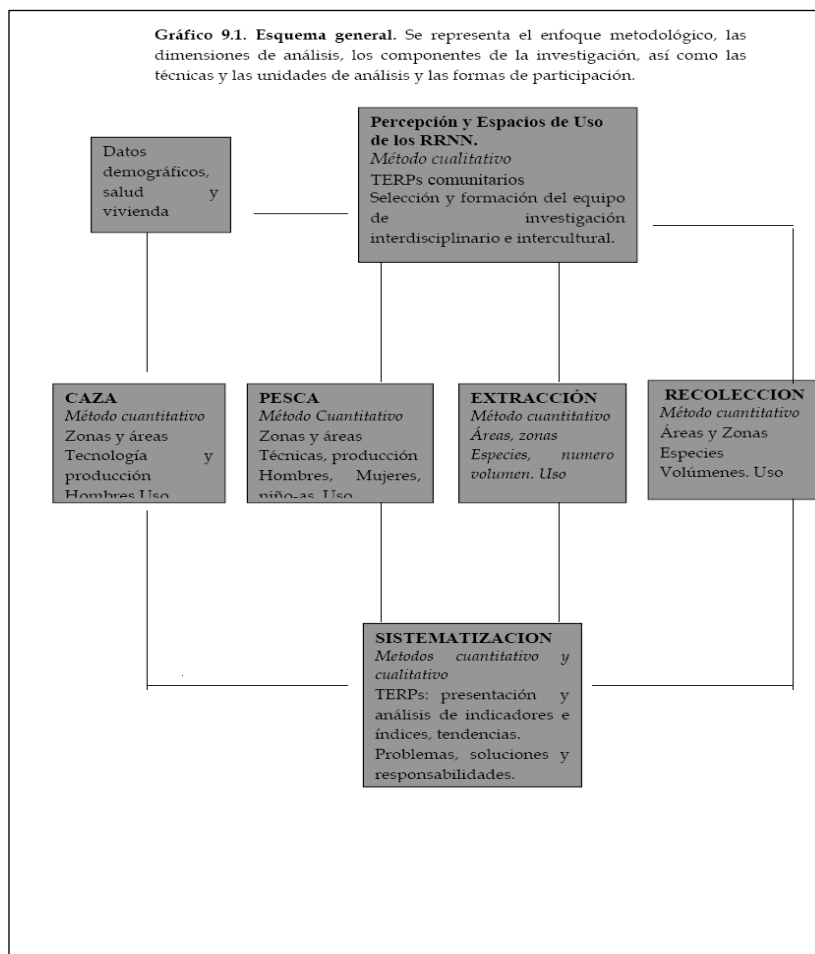 Gráfico 9.1. Esquema general. Se representa el enfoque metodológico, las
dimensiones de análisis, los componentes de la investigación, así como las
técnicas y las unidades de análisis y las formas de participación.
Datos
demográficos,
salud y
vivienda
Percepción y Espacios de Uso
de los RRNN.
Método cualitativo
TERPs comunitarios
Selección y formación del equipo
de investigación
interdisciplinario e intercultural.
CAZA
Método cuantitativo
Zonas y áreas
Tecnología y
producción
Hombres Uso
PESCA
Método Cuantitativo
Zonas y áreas
Técnicas, producción
Hombres, Mujeres,
niño-as. Uso
EXTRACCIÓN
Método cuantitativo
Áreas, zonas
Especies, numero
volumen. Uso
RECOLECCION
Método cuantitativo
Áreas y Zonas
Especies
Volúmenes. Uso
SISTEMATIZACION
Metodos cuantitativo y
cualitativo
TERPs: presentación y
análisis de indicadores e
índices, tendencias.
Problemas, soluciones y
responsabilidades.